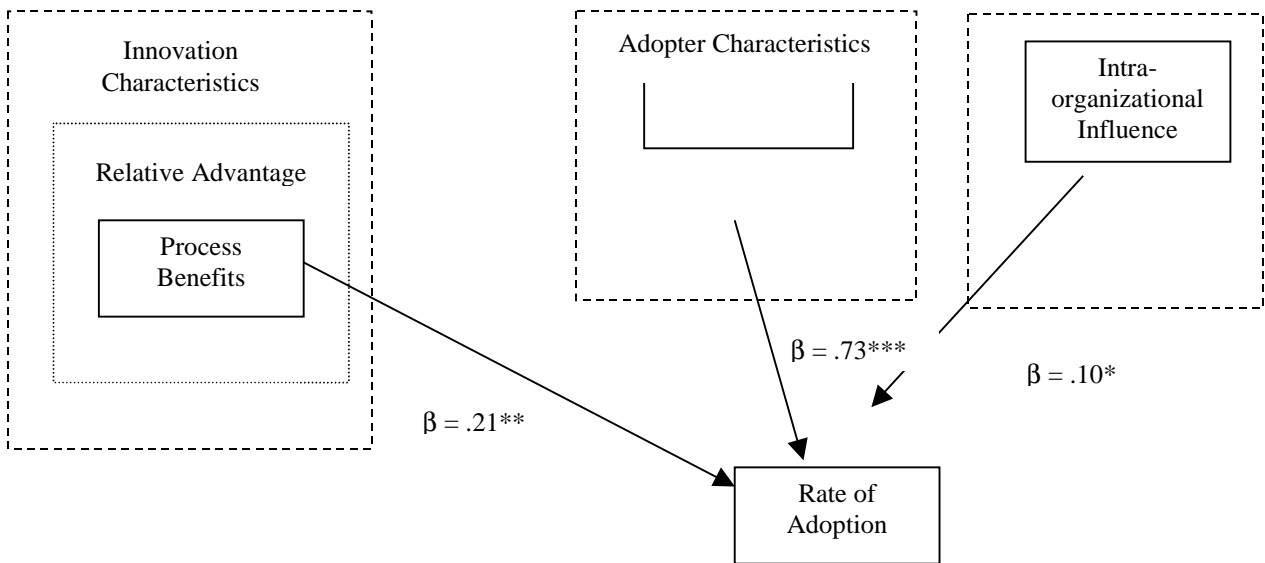 Innovation
Characteristics
Relative Advantage
Process
Benefits
β = .21**
Adopter Characteristics
β = .73***
Intra-
organizational
Influence
β = .10*
Rate of
Adoption